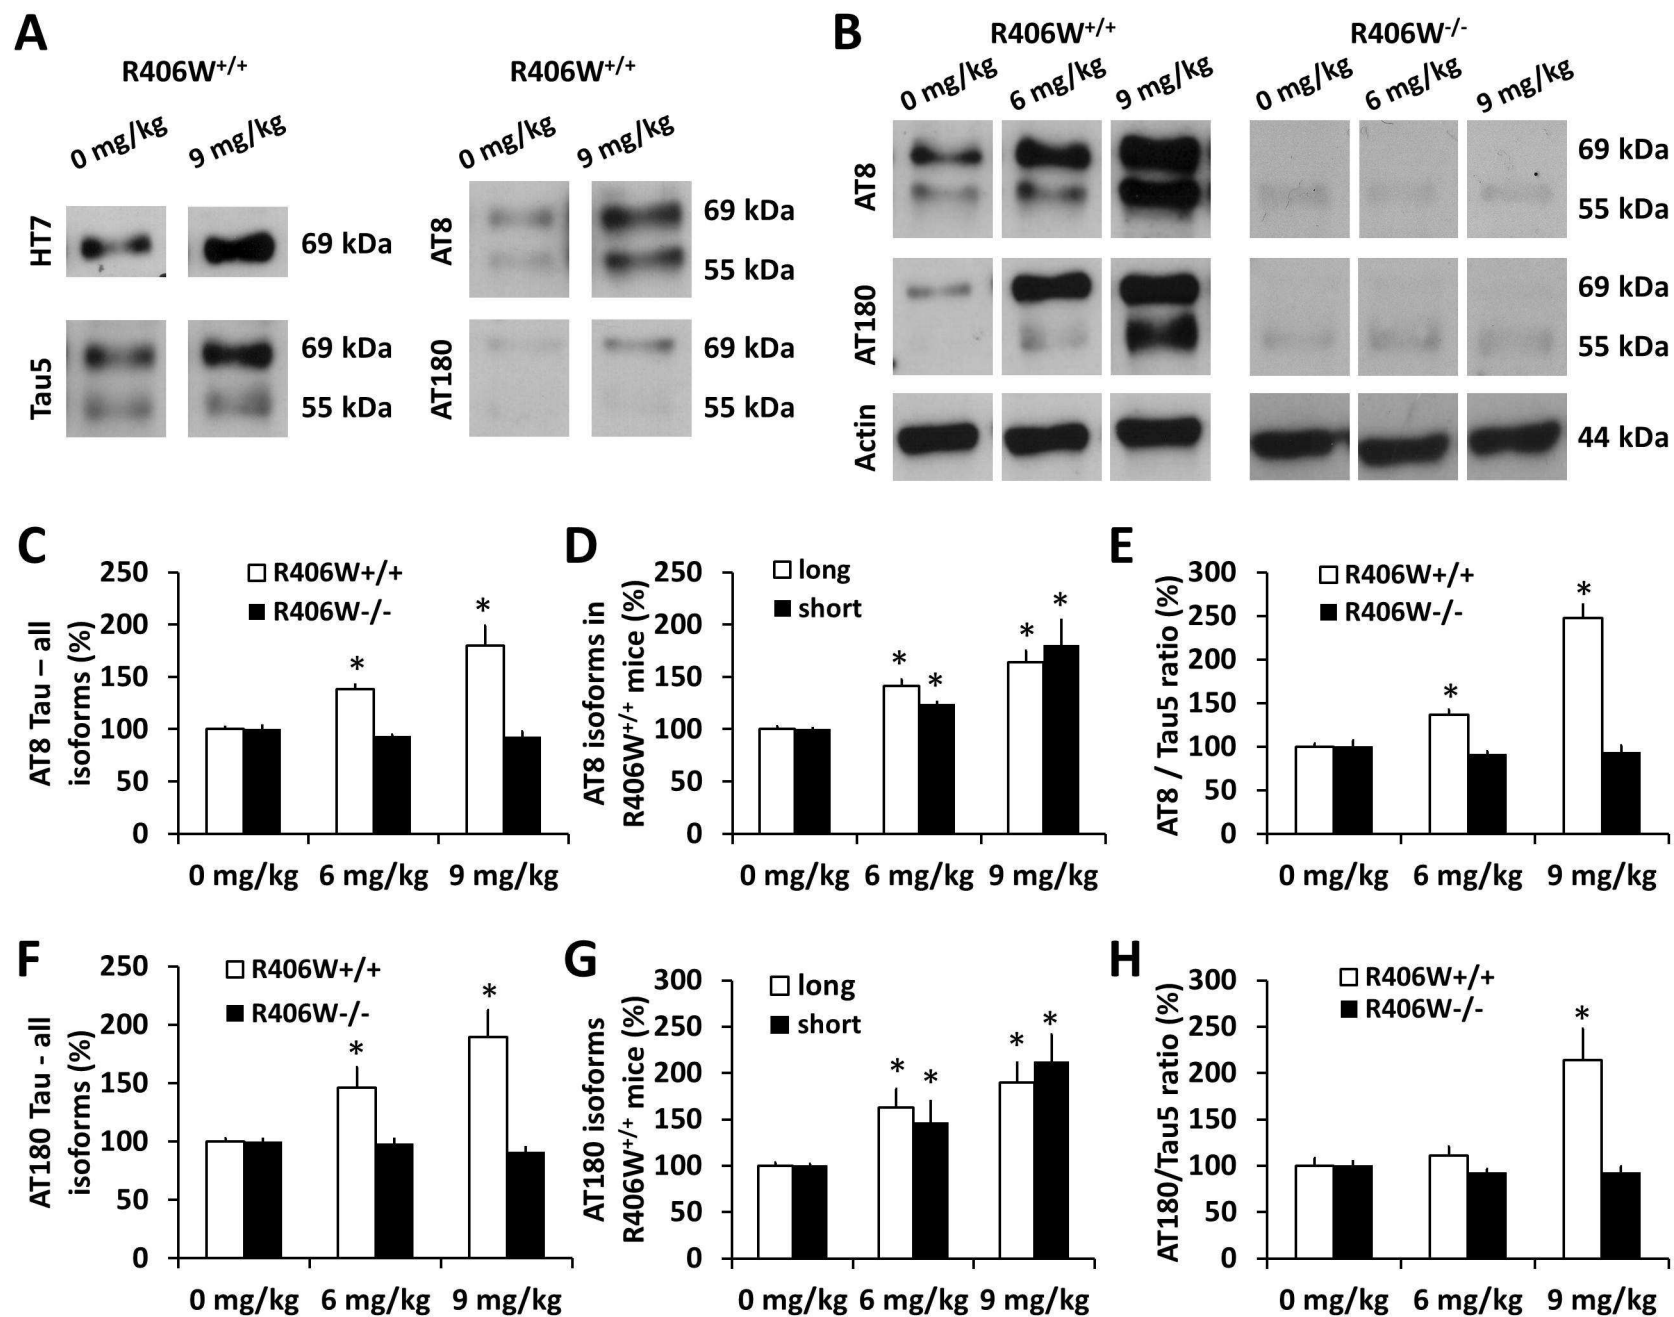 A
R406W+/+
R406W+/+
0 mg/kg
9 mg/kg
0 mg/kg
9 mg/kg
HT7
69 kDa
Tau5
69 kDa
55 kDa
AT8
69 kDa
55 kDa
AT180
69 kDa
55 kDa
B
R406W+/+
R406W-/-
0 mg/kg
6 mg/kg
9 mg/kg
0 mg/kg
6 mg/kg
9 mg/kg
AT8
69 kDa
55 kDa
AT180
69 kDa
55 kDa
Actin
44 kDa
C
AT8 Tau – all
isoforms (%)
250
200
150
100
50
0
R406W+/+
R406W-/-
*
*
0 mg/kg
6 mg/kg
9 mg/kg
D
AT8 isoforms in
R406W+/+ mice (%)
250
200
150
100
50
0
long
short
*
*
*
*
0 mg/kg
6 mg/kg
9 mg/kg
E
AT8 / Tau5 ratio (%)
300
250
200
150
100
50
0
R406W+/+
R406W-/-
*
*
0 mg/kg
6 mg/kg
9 mg/kg
F
AT180 Tau - all
isoforms (%)
250
200
150
100
50
0
R406W+/+
R406W-/-
*
*
0 mg/kg
6 mg/kg
9 mg/kg
G
AT180 isoforms
R406W+/+ mice (%)
300
250
200
150
100
50
0
long
short
*
*
*
*
0 mg/kg
6 mg/kg
9 mg/kg
H
AT180/Tau5 ratio (%)
300
250
200
150
100
50
0
R406W+/+
R406W-/-
*
0 mg/kg
6 mg/kg
9 mg/kg